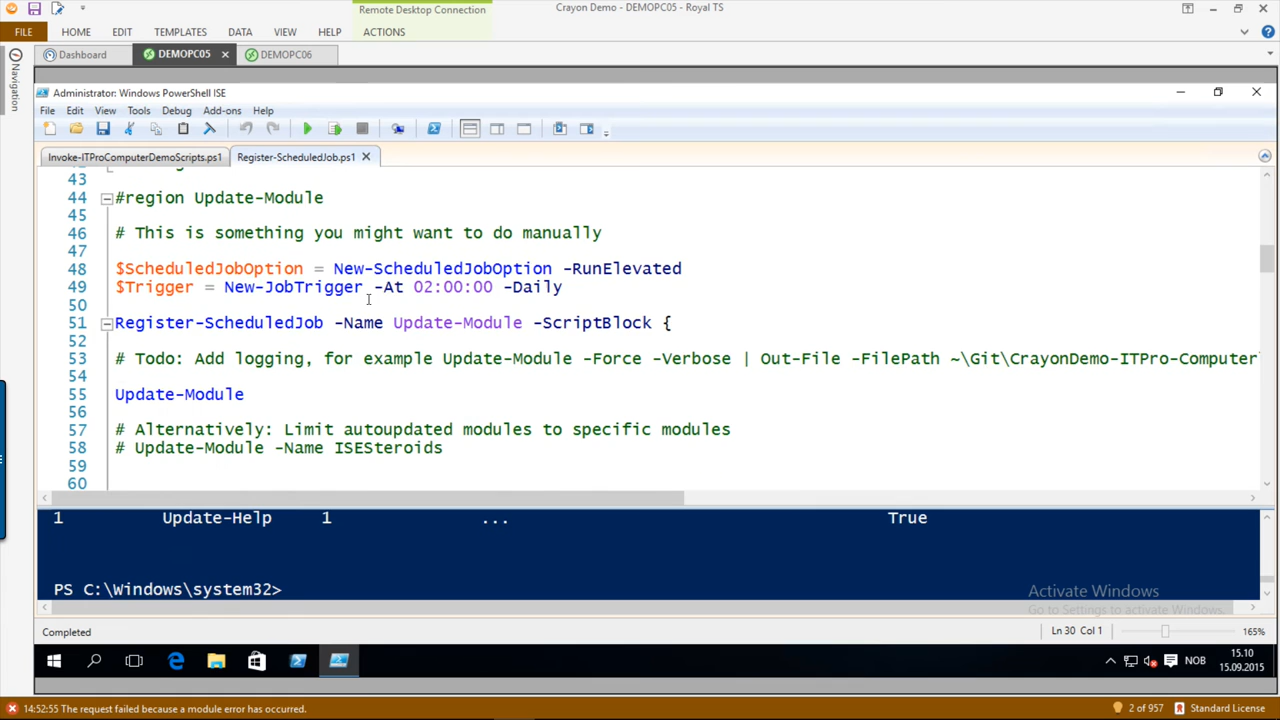 Remote Desktop Connection
Crayon Demo - DEMOPC05 - Royal TS
FILE HOME EDIT TEMPLATES DATA VIEW HELP ACTIONS
Dashboard DEMOPC05 DEMOPC06
Navigation
Administrator: Windows PowerShell ISE
File Edit View Tools Debug Add-ons Help
Invoke-ITProComputerDemoScripts.ps1 Register-ScheduledJob.ps1
43
44 #region Update-Module
45
46 # This is something you might want to do manually
47
48 $ScheduledJobOption = New-ScheduledJobOption -RunElevated
49 $Trigger = New-JobTrigger -At 02:00:00 -Daily
50
51 Register-ScheduledJob -Name Update-Module -ScriptBlock {
52
53 # Todo: Add logging, for example Update-Module -Force -Verbose | Out-File -FilePath ~\Git\CrayonDemo-ITPro-Computer
54
55 Update-Module
56
57 # Alternatively: Limit autoupdated modules to specific modules
58 # Update-Module -Name ISESteroids
59
60
1 Update-Help 1 ... True
PS C:\Windows\system32>
Activate Windows
Go to Settings to activate Windows.
Completed Ln 30 Col 1 165%
NOB 15.10
15.09.2015
14:52:55 The request failed because a module error has occurred. 2 of 957 Standard License